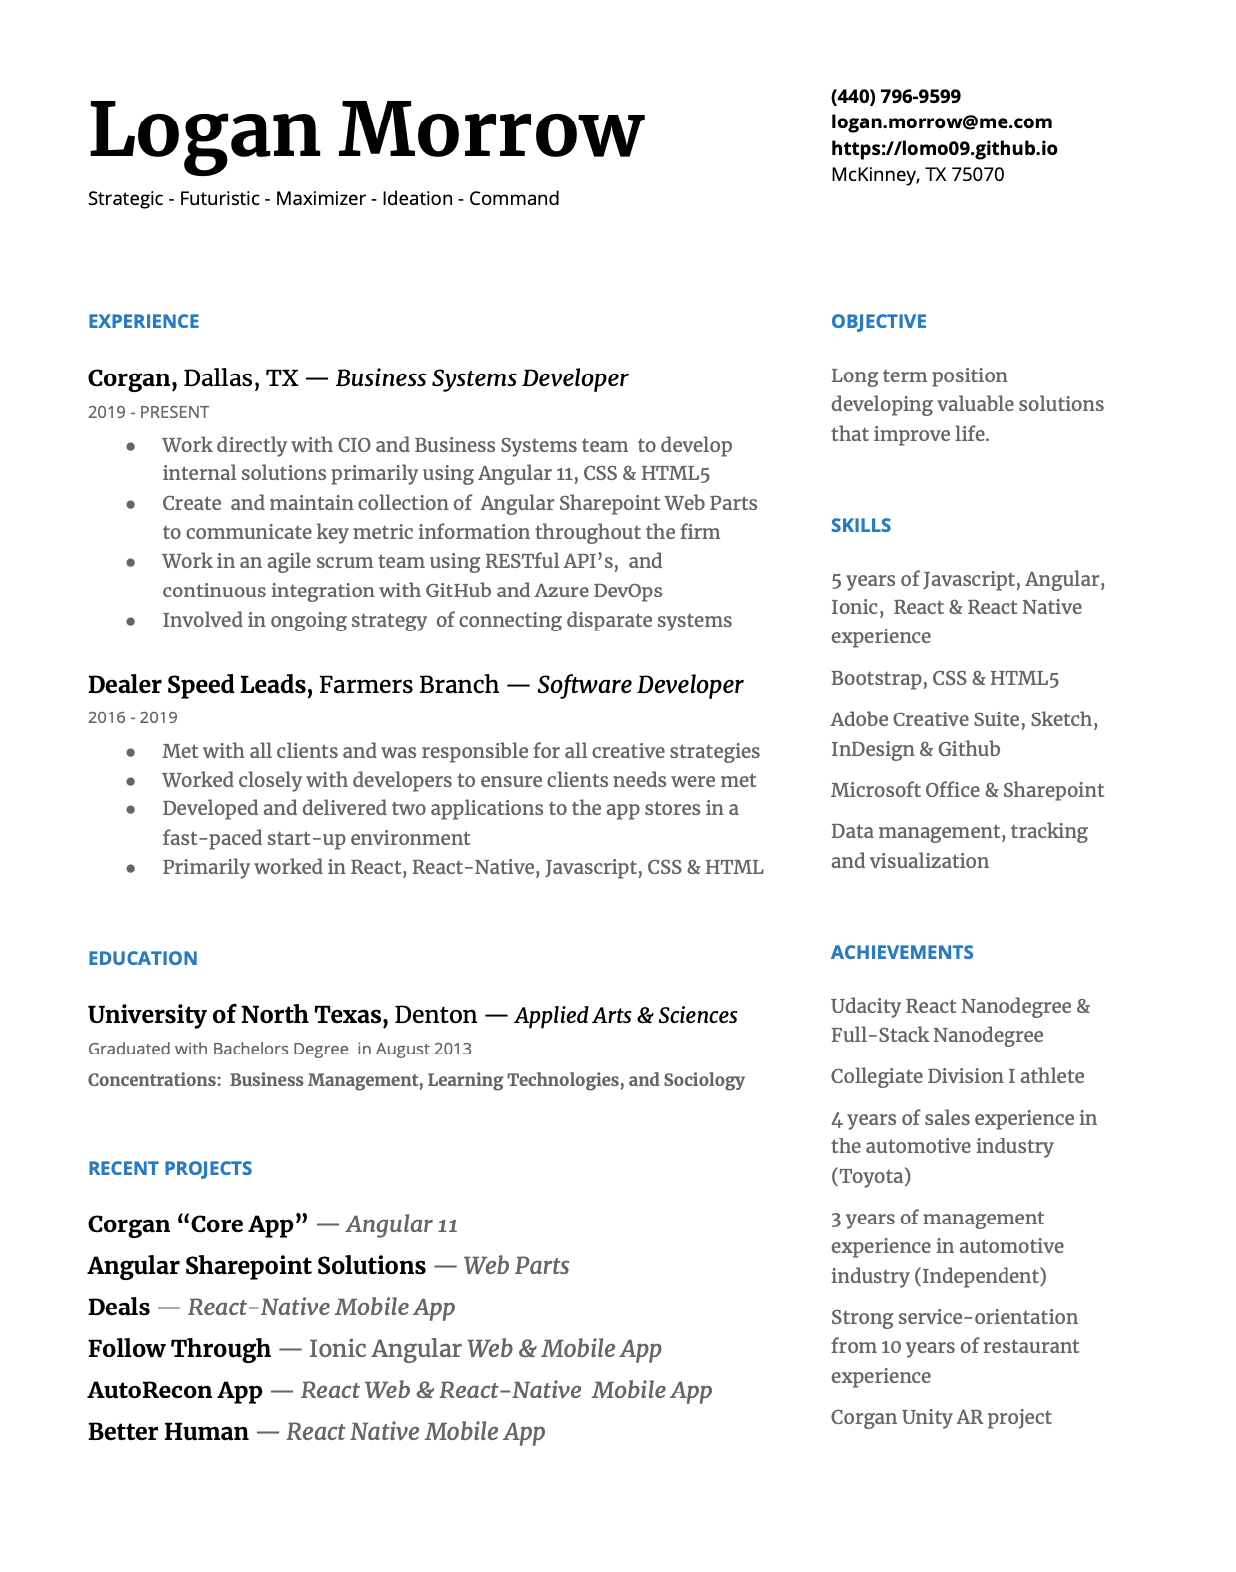 Logan Morrow
Strategic - Futuristic - Maximizer - Ideation - Command
(440) 796-9599
logan.morrow@me.com
https://lomo09.github.io
McKinney, TX 75070
EXPERIENCE
Corgan, Dallas, TX — Business Systems Developer
2019 - PRESENT
● Work directly with CIO and Business Systems team  to develop
internal solutions primarily using Angular 11, CSS & HTML5
● Create  and maintain collection of  Angular Sharepoint Web Parts
to communicate key metric information throughout the firm
● Work in an agile scrum team using RESTful API’s,  and
continuous integration with GitHub and Azure DevOps
● Involved in ongoing strategy  of connecting disparate systems
Dealer Speed Leads, Farmers Branch — Software Developer
2016 - 2019
● Met with all clients and was responsible for all creative strategies
● Worked closely with developers to ensure clients needs were met
● Developed and delivered two applications to the app stores in a
fast-paced start-up environment
● Primarily worked in React, React-Native, Javascript, CSS & HTML
EDUCATION
University of North Texas, Denton — Applied Arts & Sciences
Graduated with Bachelors Degree  in August 2013
Concentrations:  Business Management, Learning Technologies, and Sociology
RECENT PROJECTS
Corgan “Core App” — Angular 11
Angular Sharepoint Solutions — Web Parts
Deals — React-Native Mobile App
Follow Through — Ionic Angular Web & Mobile App
AutoRecon App — React Web & React-Native  Mobile App
Better Human — React Native Mobile App
OBJECTIVE
Long term position
developing valuable solutions
that improve life.
SKILLS
5 years of Javascript, Angular,
Ionic,  React & React Native
experience
Bootstrap, CSS & HTML5
Adobe Creative Suite, Sketch,
InDesign & Github
Microsoft Office & Sharepoint
Data management, tracking
and visualization
ACHIEVEMENTS
Udacity React Nanodegree &
Full-Stack Nanodegree
Collegiate Division I athlete
4 years of sales experience in
the automotive industry
(Toyota)
3 years of management
experience in automotive
industry (Independent)
Strong service-orientation
from 10 years of restaurant
experience
Corgan Unity AR project